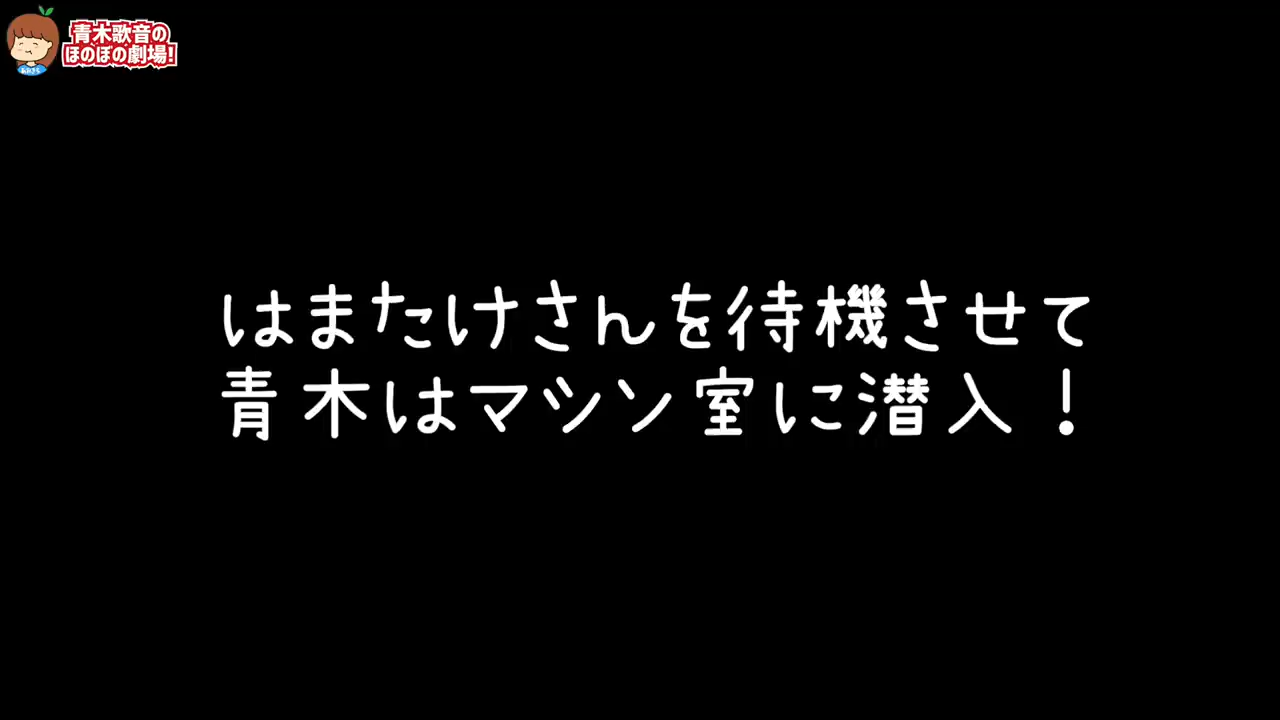 青木歌音の
ほのぼの劇場!
はまたけさんを待機させて
青木はマシン室に潜入！